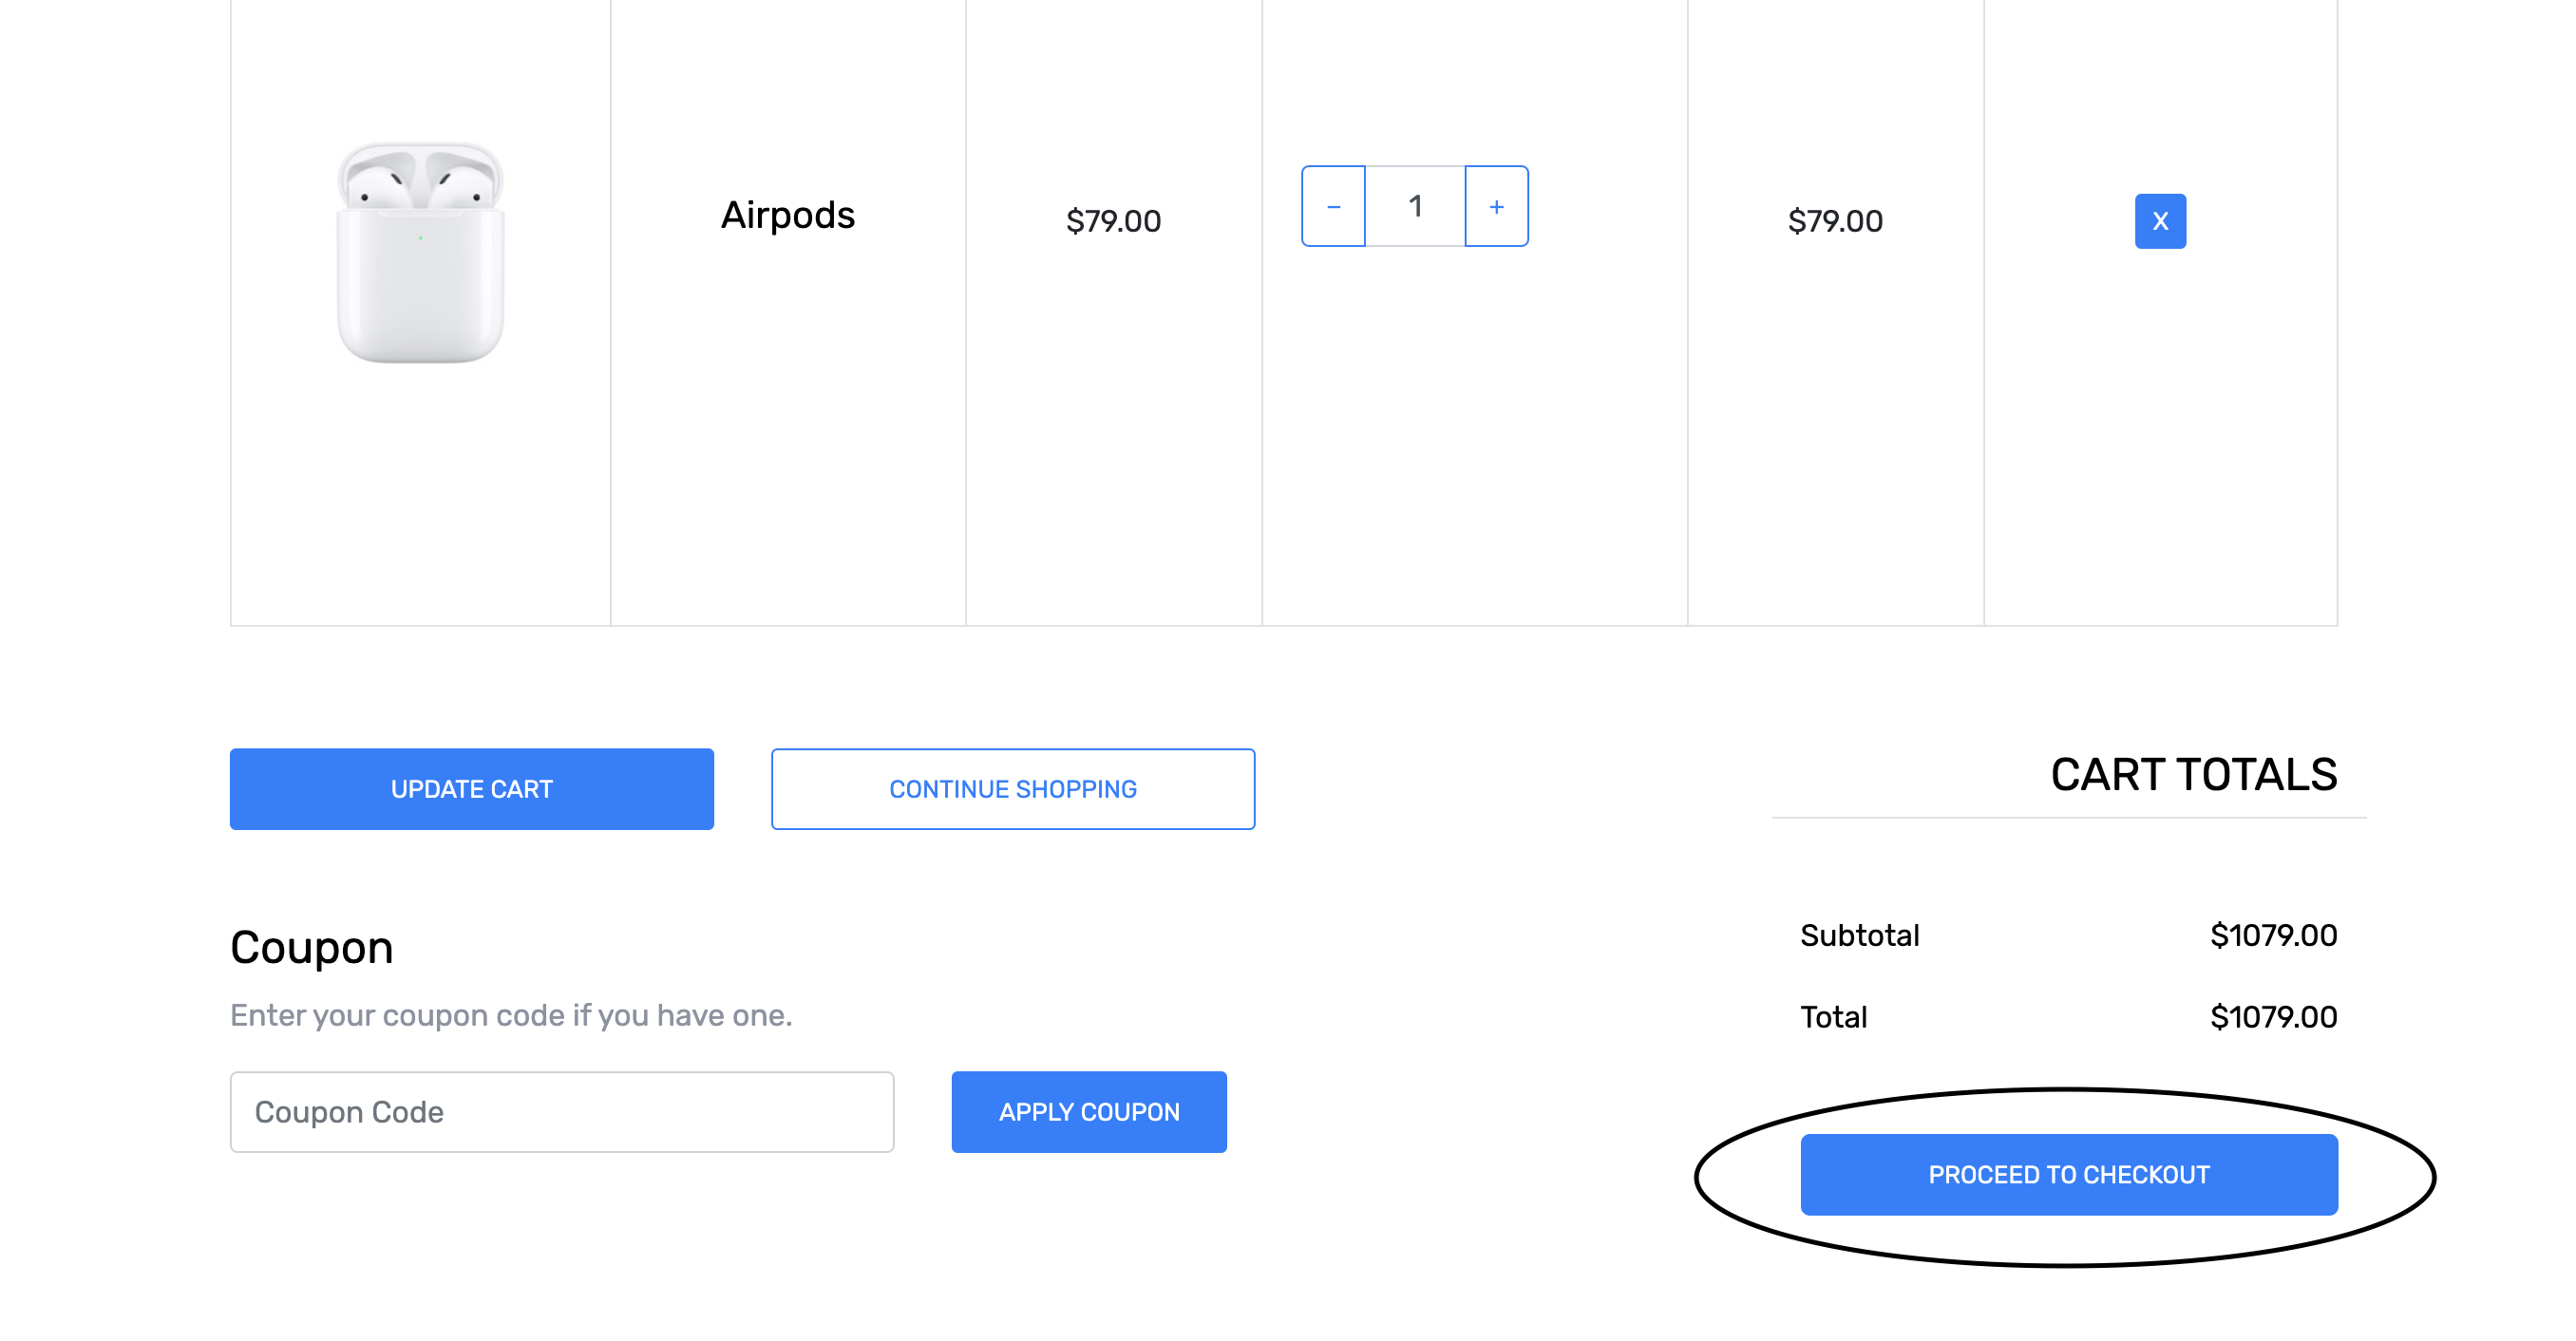 Airpods
$79.00
− 1 +
$79.00
X
UPDATE CART
CONTINUE SHOPPING
CART TOTALS
Subtotal $1079.00
Total $1079.00
Coupon
Enter your coupon code if you have one.
Coupon Code
APPLY COUPON
PROCEED TO CHECKOUT